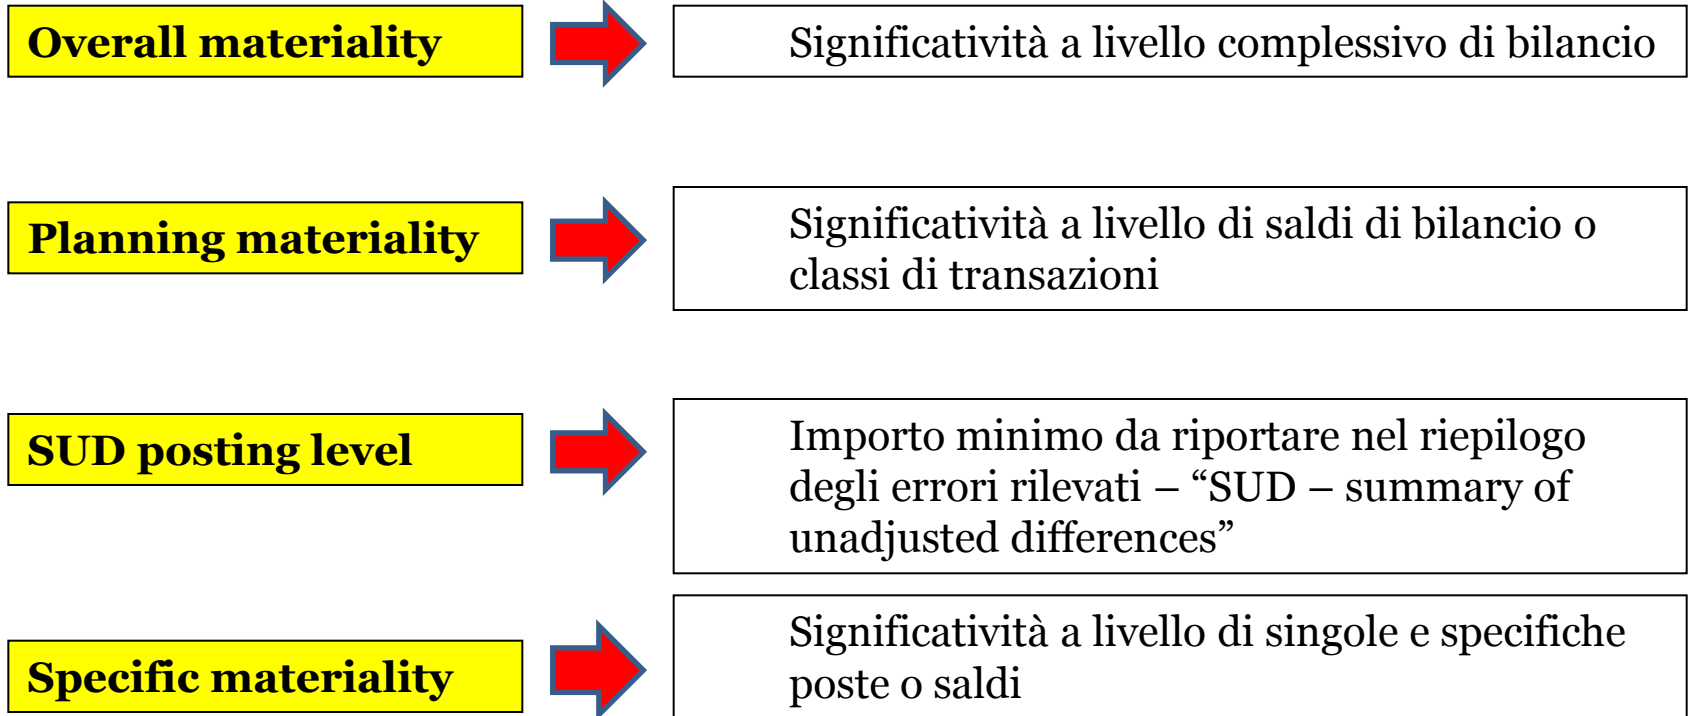 Overall materiality
Significatività a livello complessivo di bilancio
Planning materiality
Significatività a livello di saldi di bilancio o
classi di transazioni
SUD posting level
Importo minimo da riportare nel riepilogo
degli errori rilevati – “SUD – summary of
unadjusted differences”
Specific materiality
Significatività a livello di singole e specifiche
poste o saldi